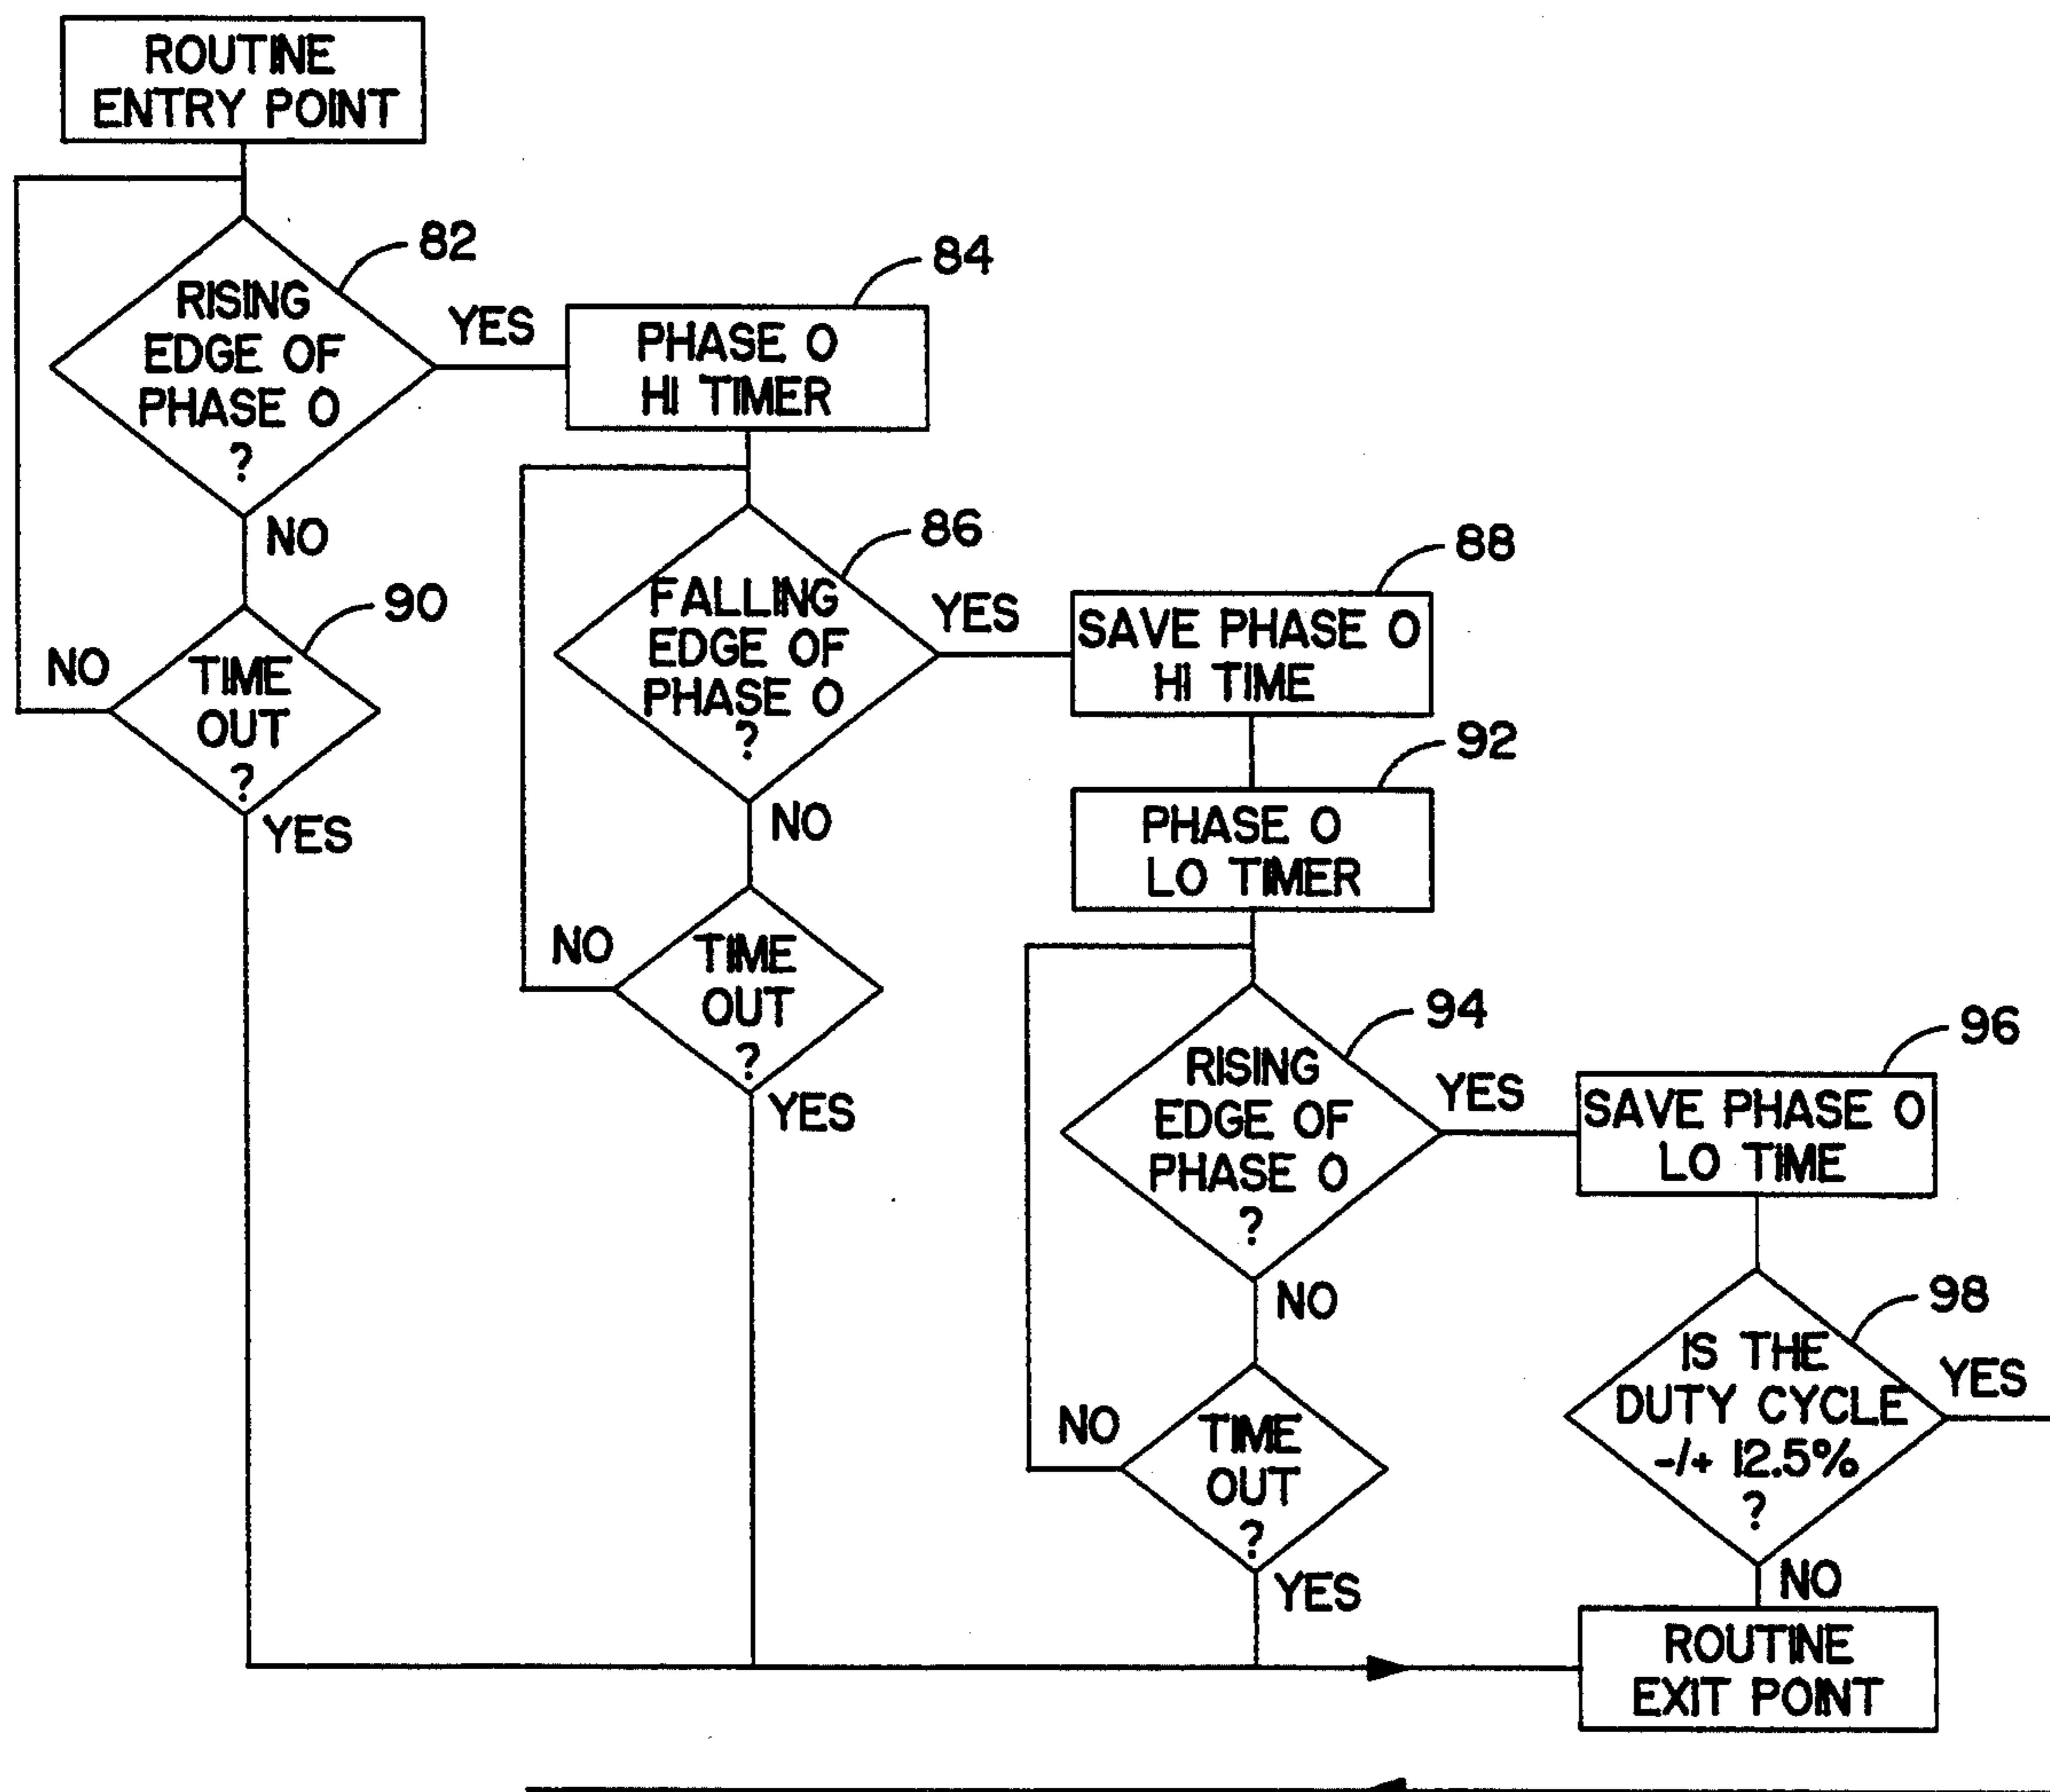 ROUTINE
ENTRY POINT
82
RISING
EDGE OF
PHASE 0
?
YES
NO
90
TIME
OUT
?
NO
YES
84
PHASE 0
HI TIMER
86
FALLING
EDGE OF
PHASE 0
?
YES
NO
TIME
OUT
?
NO
YES
88
SAVE PHASE 0
HI TIME
92
PHASE 0
LO TIMER
94
RISING
EDGE OF
PHASE 0
?
YES
NO
TIME
OUT
?
NO
YES
96
SAVE PHASE 0
LO TIME
98
IS THE
DUTY CYCLE
-/+ 12.5%
?
YES
NO
ROUTINE
EXIT POINT